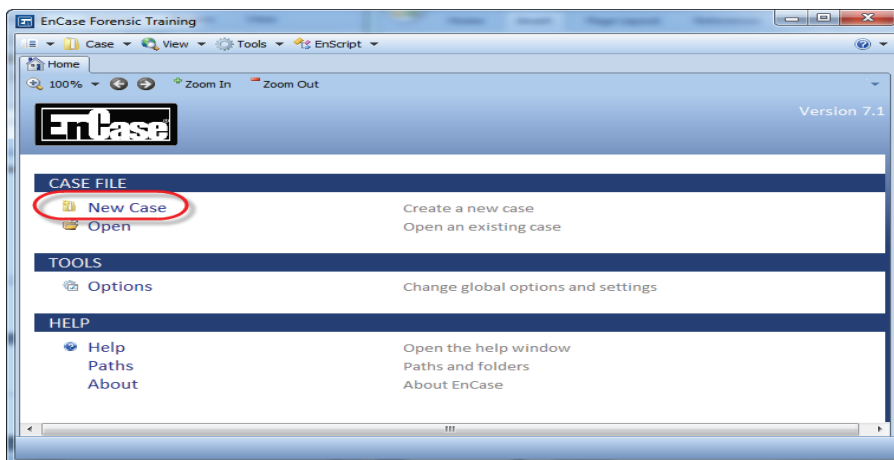 EnCase Forensic Training
Case View Tools EnScript
Home
100% Zoom In Zoom Out
EnCase Version 7.1
CASE FILE
New Case Create a new case
Open Open an existing case
TOOLS
Options Change global options and settings
HELP
Help Open the help window
Paths Paths and folders
About About EnCase